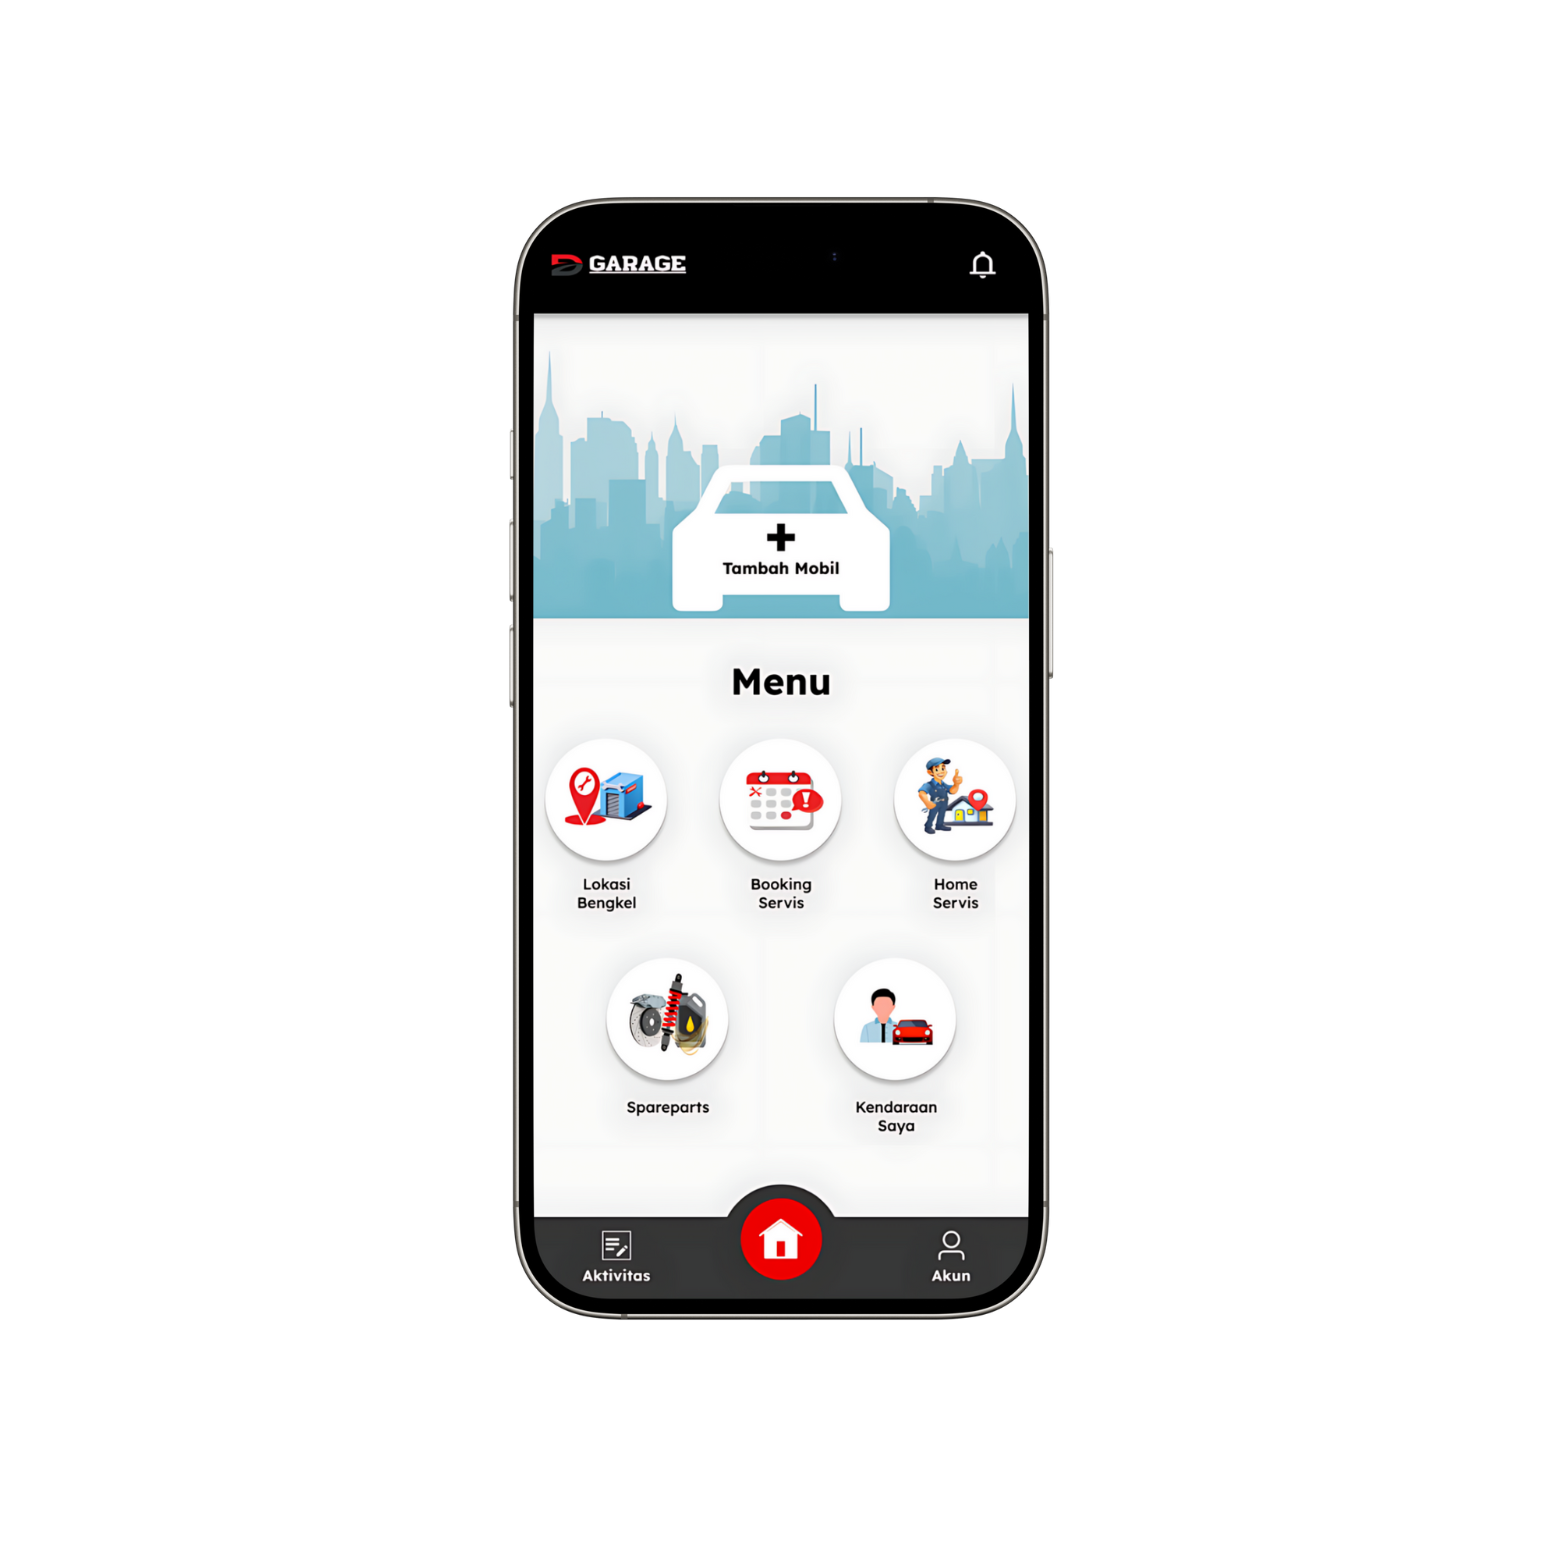 GARAGE
Tambah Mobil
Menu
Lokasi
Bengkel
Booking
Servis
Home
Servis
Spareparts
Kendaraan
Saya
Aktivitas
Akun